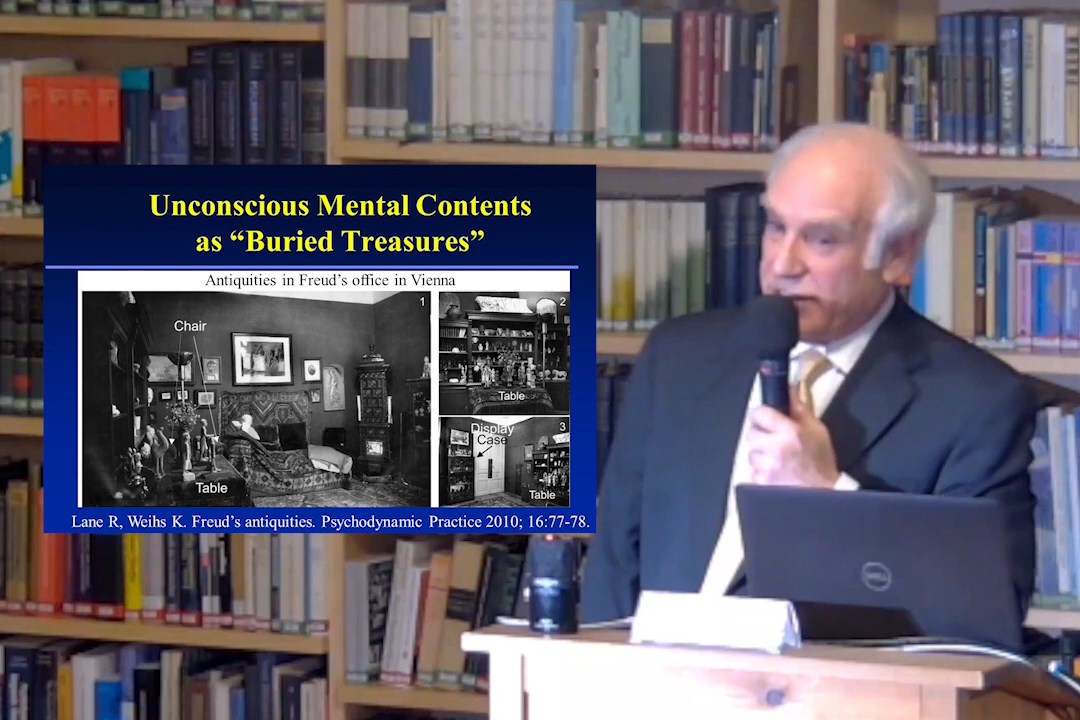 Unconscious Mental Contents
as “Buried Treasures”
Antiquities in Freud’s office in Vienna
1
Chair
Table
2
Table
3
Display
Case
Table
Lane R, Weihs K. Freud’s antiquities. Psychodynamic Practice 2010; 16:77-78.
DELL